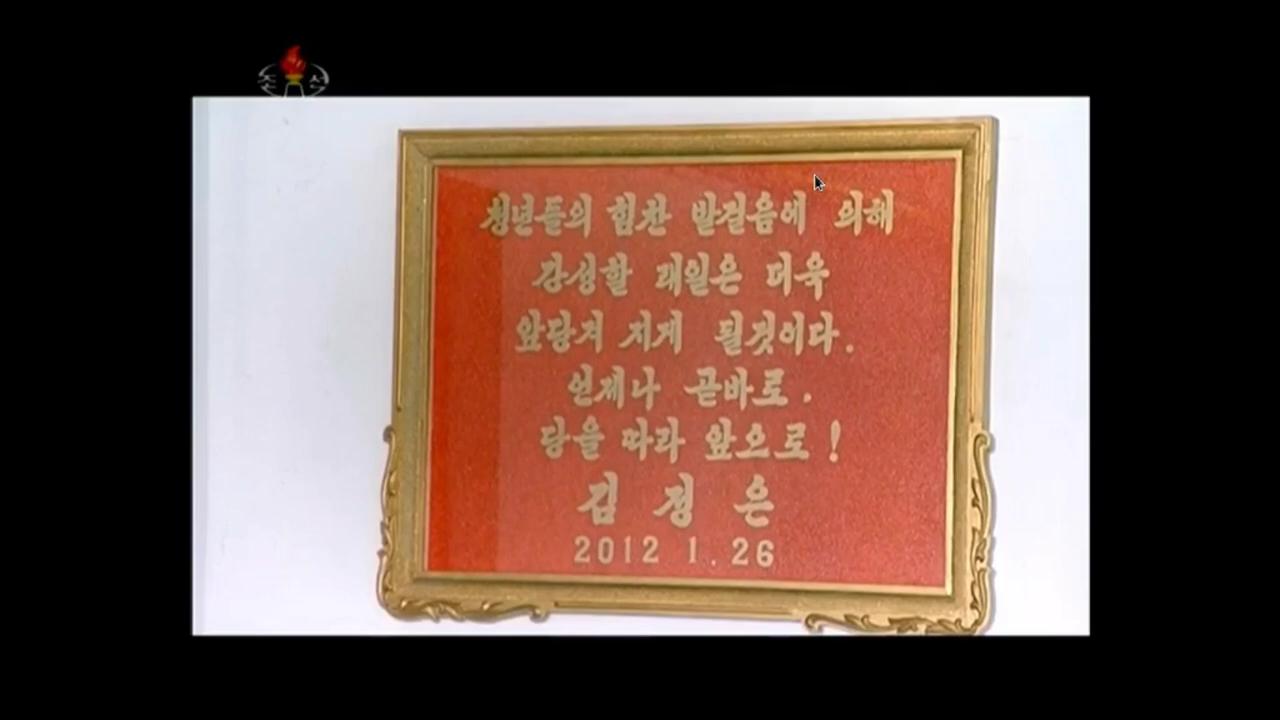 조선
청년들의 힘찬 발걸음에 의해
강성할 래일은 더욱
앞당겨 지게 될것이다.
언제나 곧바로,
당을 따라 앞으로!
김정은
2012 1.26